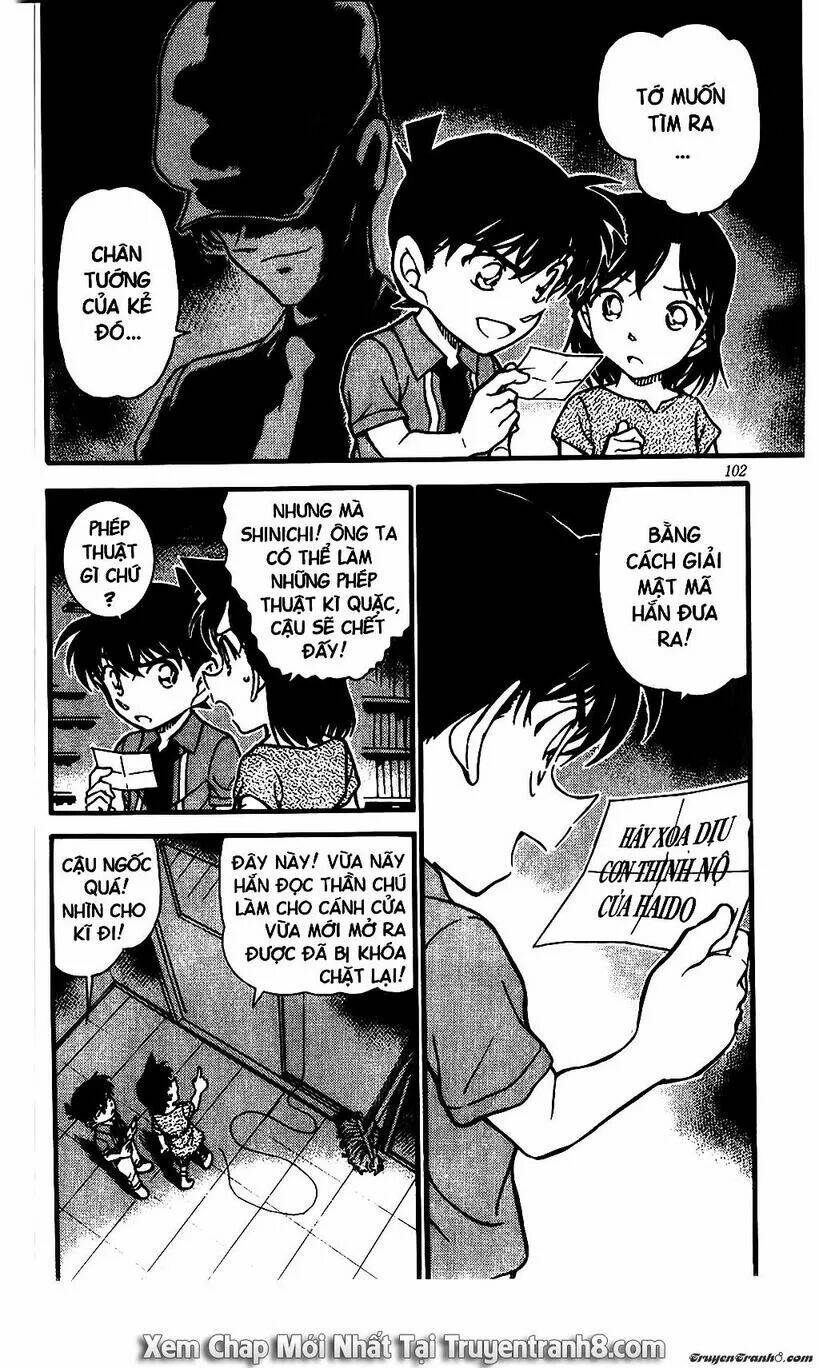 TỚ MUỐN
TÌM RA
...
CHÂN
TƯỚNG
CỦA KẺ
ĐÓ...
102
BẰNG
CÁCH GIẢI
MẬT MÃ
HẮN ĐƯA
RA!
HÃY XOA DỊU
CƠN THỊNH NỘ
CỦA HAIDO
NHƯNG MÀ
SHINICHI! ÔNG TA
CÓ THỂ LÀM
NHỮNG PHÉP
THUẬT KÌ QUẶC,
CẬU SẼ CHẾT
ĐẤY!
PHÉP
THUẬT
GÌ CHỨ
?
ĐÂY NÀY! VỪA NÃY
HẮN ĐỌC THẦN CHÚ
LÀM CHO CÁNH CỬA
VỪA MỚI MỞ RA
ĐƯỢC ĐÃ BỊ KHÓA
CHẶT LẠI!
CẬU NGỐC
QUÁ!
NHÌN CHO
KĨ ĐI!
Xem Chap Mới Nhất Tại Truyentranh8.com
TruyenTranh8.com